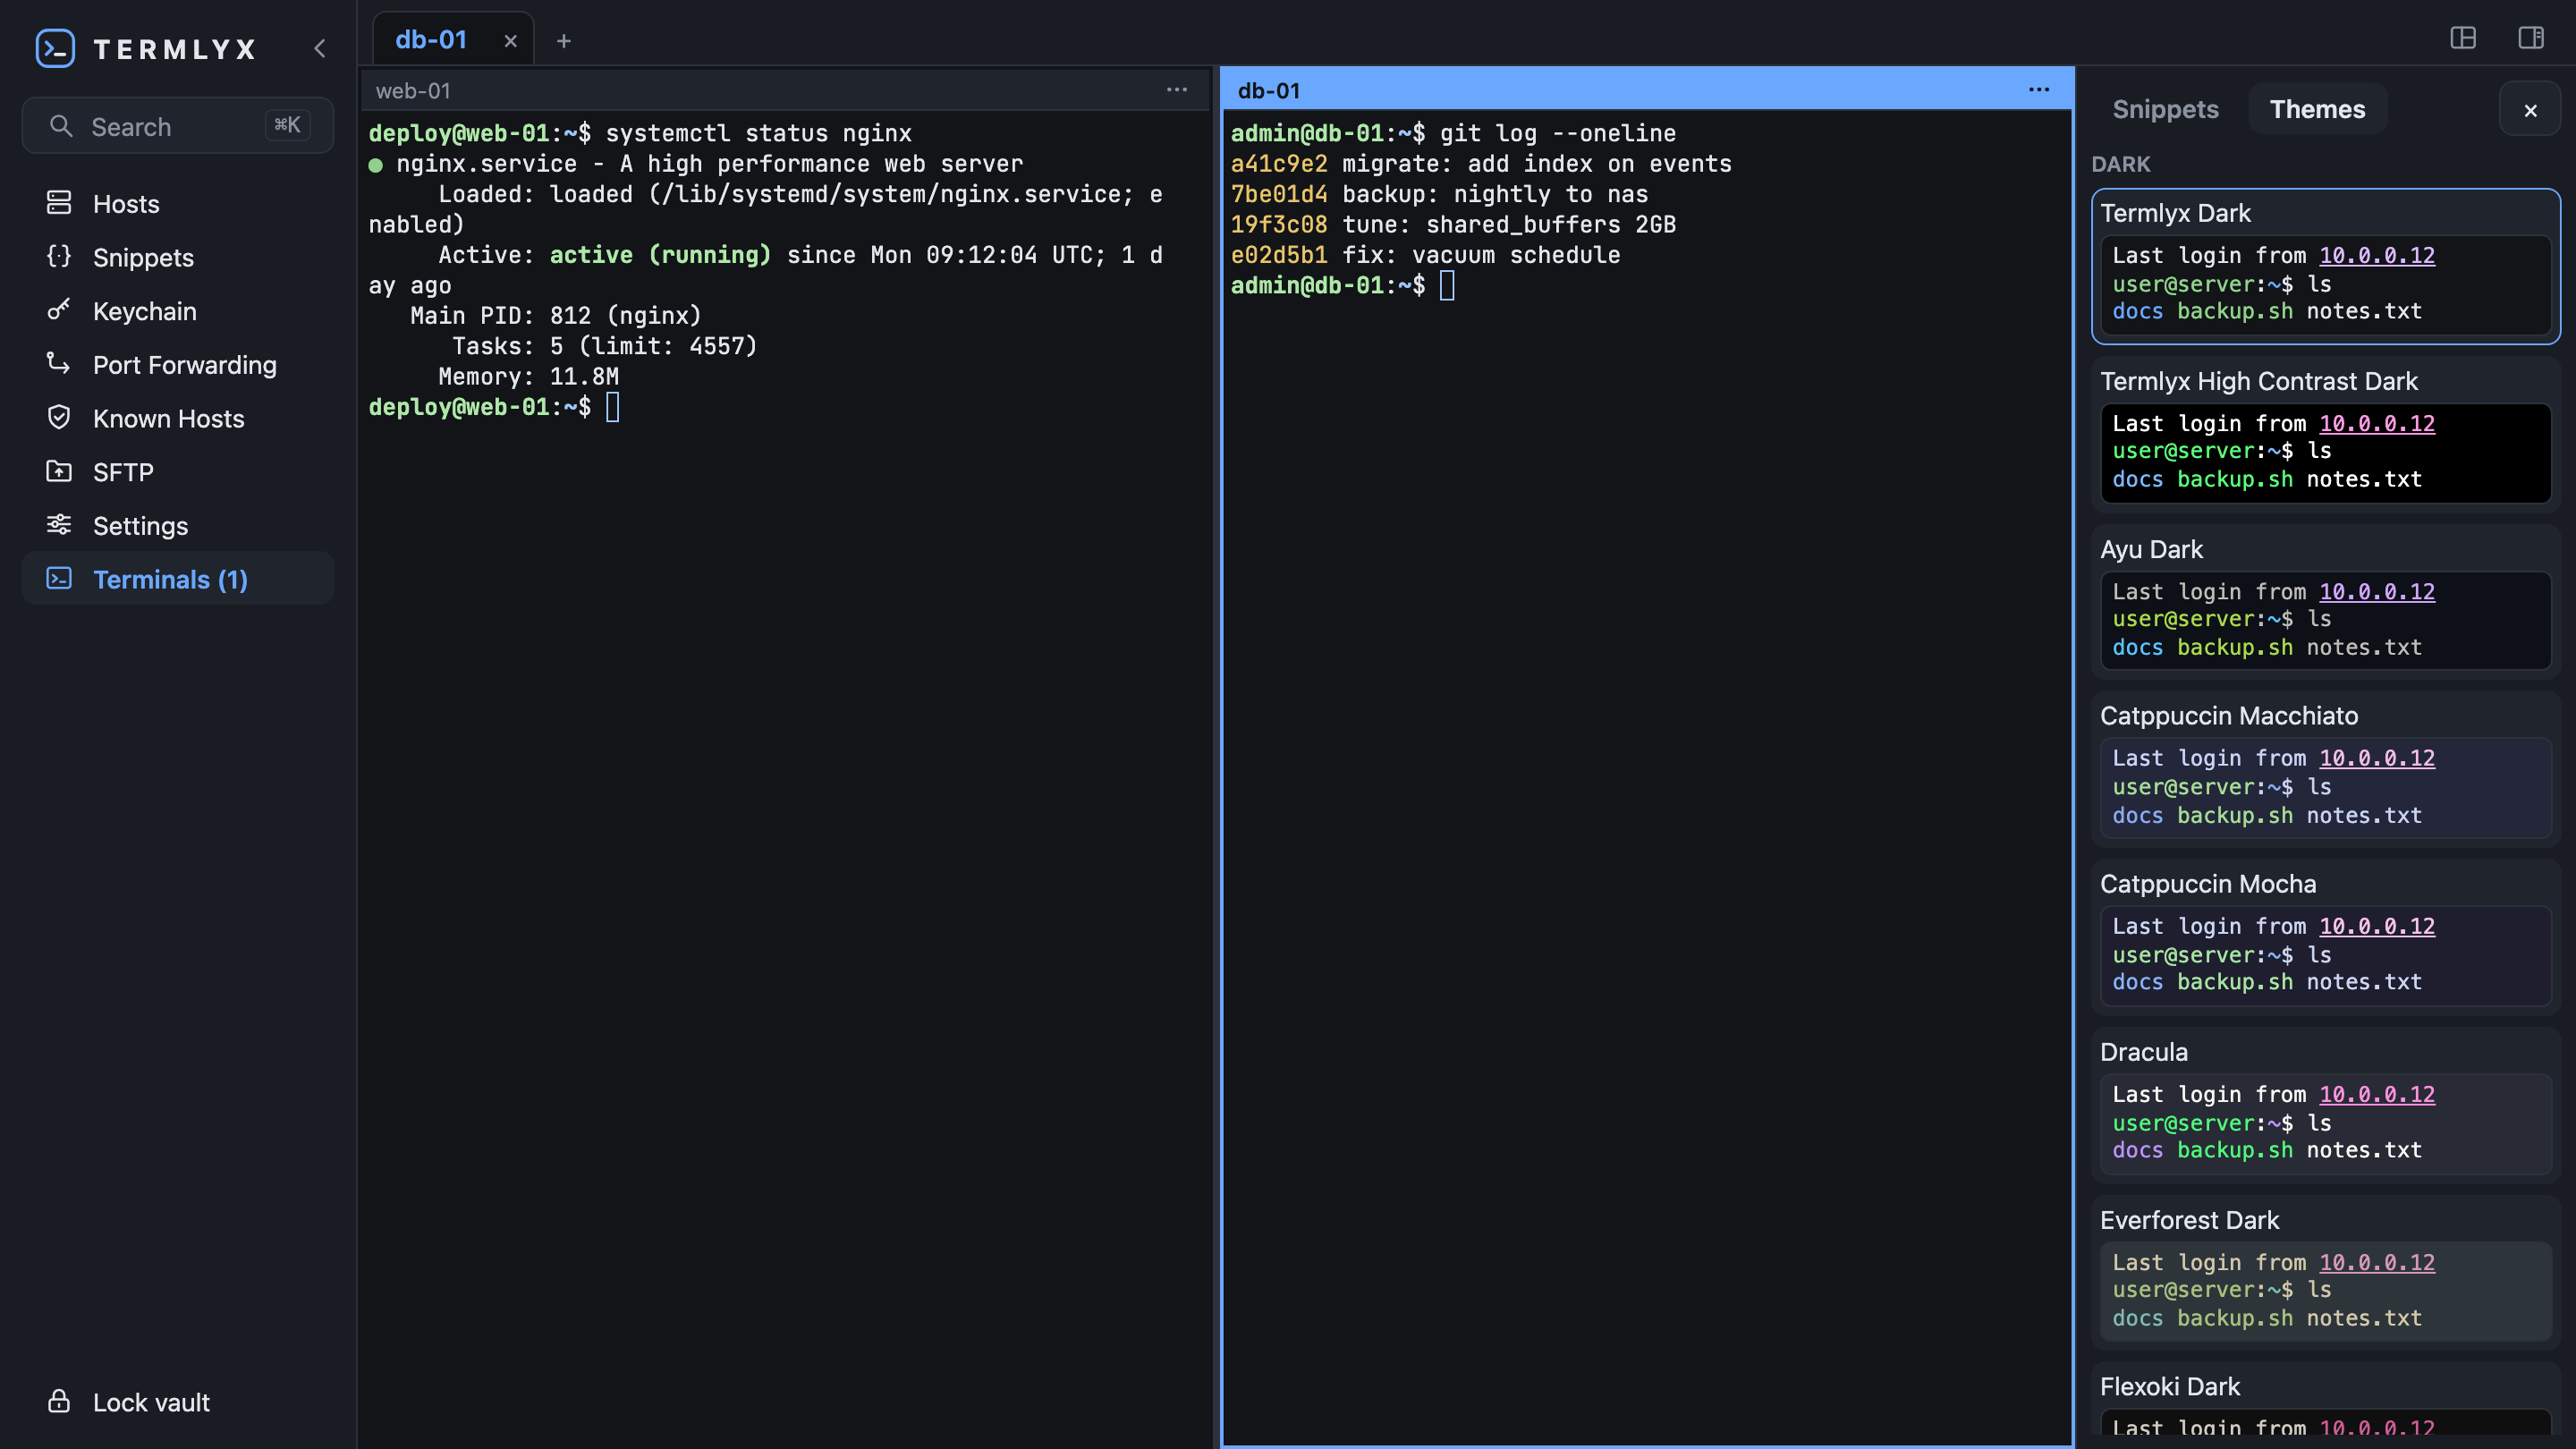 TERMLYX
Search ⌘K
Hosts
Snippets
Keychain
Port Forwarding
Known Hosts
SFTP
Settings
Terminals (1)
Lock vault
db-01 × +
web-01 ···
deploy@web-01:~$ systemctl status nginx
● nginx.service - A high performance web server
Loaded: loaded (/lib/systemd/system/nginx.service; e
nabled)
Active: active (running) since Mon 09:12:04 UTC; 1 d
ay ago
Main PID: 812 (nginx)
Tasks: 5 (limit: 4557)
Memory: 11.8M
deploy@web-01:~$
db-01 ···
admin@db-01:~$ git log --oneline
a41c9e2 migrate: add index on events
7be01d4 backup: nightly to nas
19f3c08 tune: shared_buffers 2GB
e02d5b1 fix: vacuum schedule
admin@db-01:~$
Snippets Themes ×
DARK
Termlyx Dark
Last login from 10.0.0.12
user@server:~$ ls
docs backup.sh notes.txt
Termlyx High Contrast Dark
Last login from 10.0.0.12
user@server:~$ ls
docs backup.sh notes.txt
Ayu Dark
Last login from 10.0.0.12
user@server:~$ ls
docs backup.sh notes.txt
Catppuccin Macchiato
Last login from 10.0.0.12
user@server:~$ ls
docs backup.sh notes.txt
Catppuccin Mocha
Last login from 10.0.0.12
user@server:~$ ls
docs backup.sh notes.txt
Dracula
Last login from 10.0.0.12
user@server:~$ ls
docs backup.sh notes.txt
Everforest Dark
Last login from 10.0.0.12
user@server:~$ ls
docs backup.sh notes.txt
Flexoki Dark
Last login from 10.0.0.12